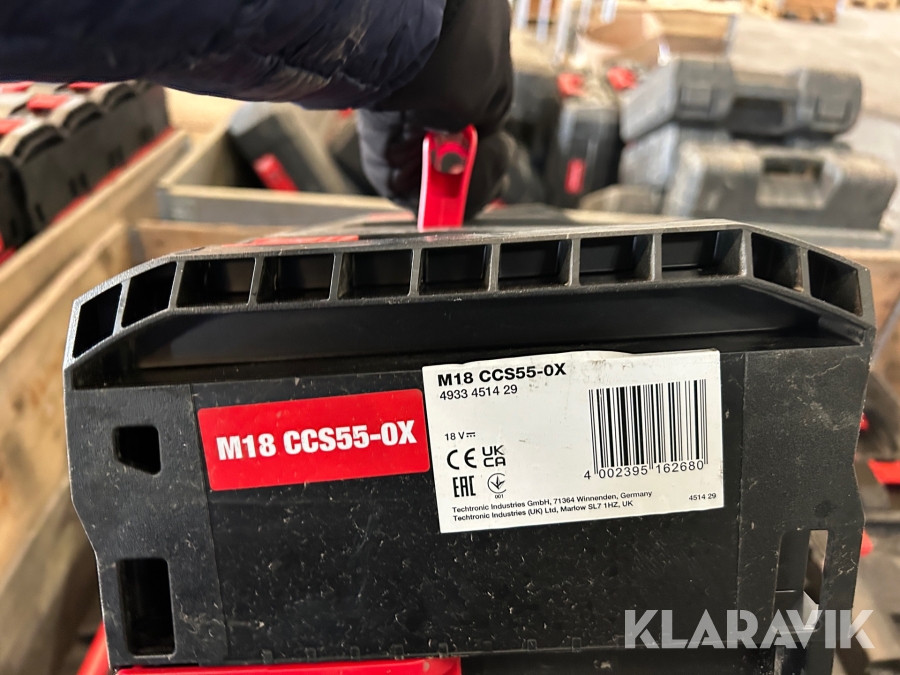 M18 CCS55-0X
M18 CCS55-0X
4933 4514 29
18 V
CE UK CA
EAC
001
4 002395 162680
Techtronic Industries GmbH, 71364 Winnenden, Germany
Techtronic Industries (UK) Ltd, Marlow SL7 1HZ, UK
4514 29
KLARAVIK